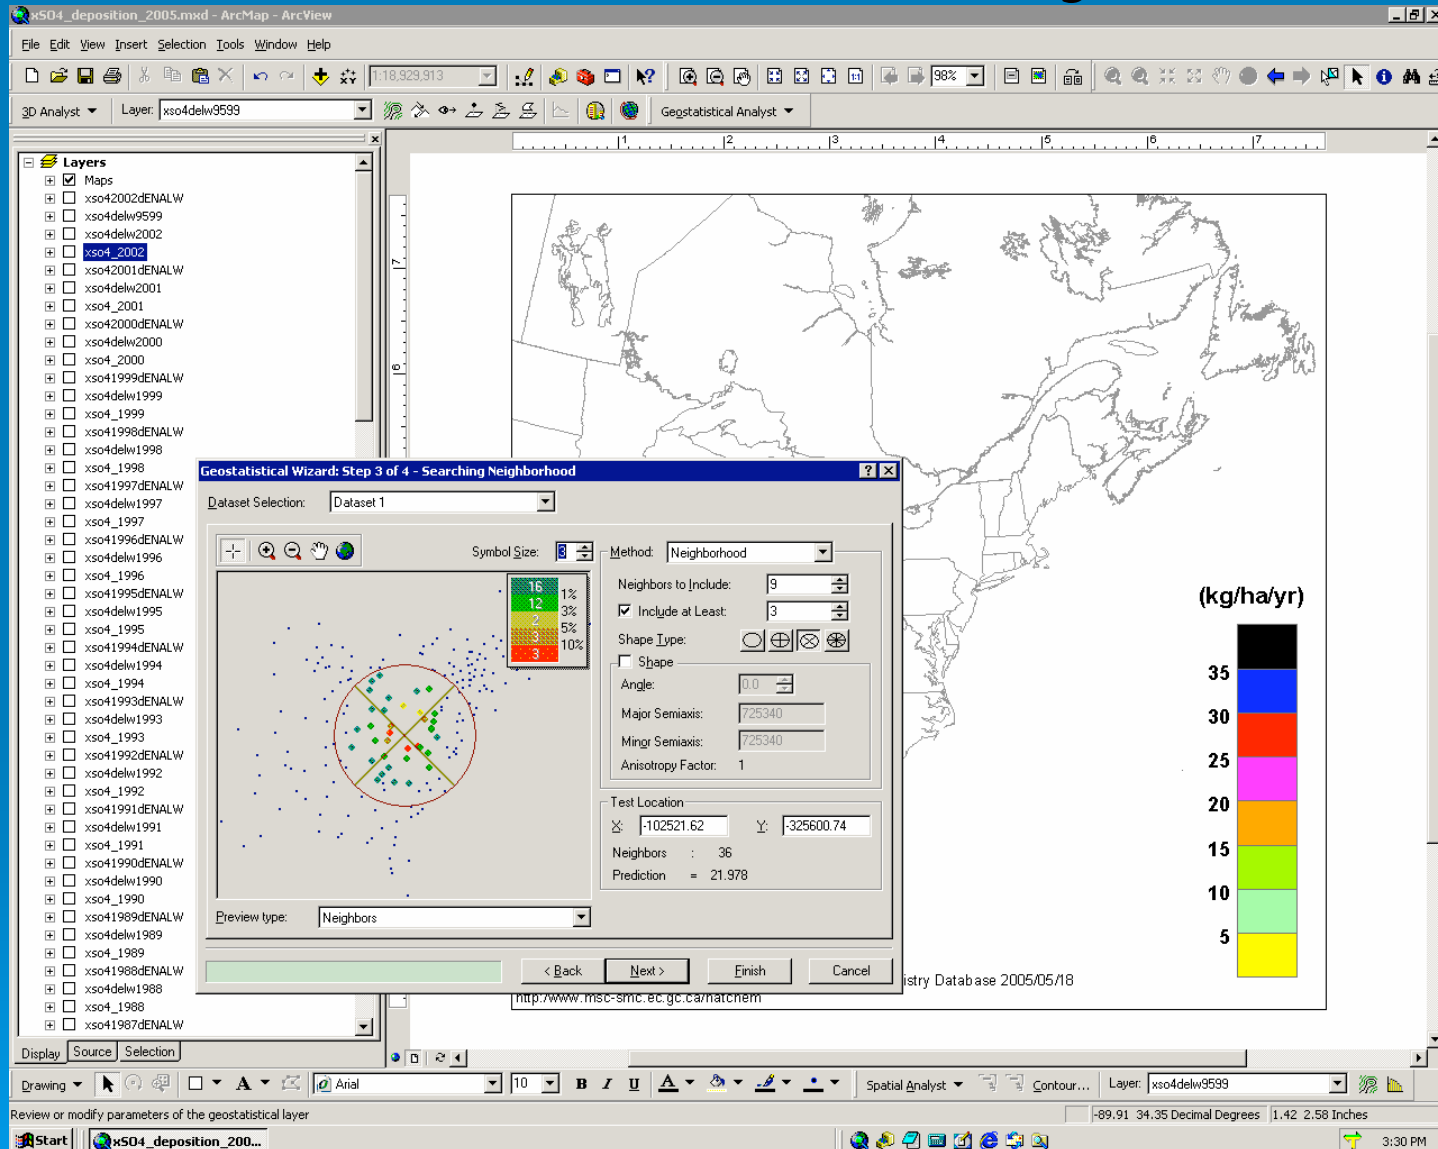 xSO4_deposition_2005.mxd - ArcMap - ArcView
File Edit View Insert Selection Tools Window Help
1:18,929,913
98%
3D Analyst Layer: xso4delw9599 Geostatistical Analyst
1 2 3 4 5 6 7
7
6
Layers
Maps
xso42002dENALW
xso4delw9599
xso4delw2002
xso4_2002
xso42001dENALW
xso4delw2001
xso4_2001
xso42000dENALW
xso4delw2000
xso4_2000
xso41999dENALW
xso4delw1999
xso4_1999
xso41998dENALW
xso4delw1998
xso4_1998
xso41997dENALW
xso4delw1997
xso4_1997
xso41996dENALW
xso4delw1996
xso4_1996
xso41995dENALW
xso4delw1995
xso4_1995
xso41994dENALW
xso4delw1994
xso4_1994
xso41993dENALW
xso4delw1993
xso4_1993
xso41992dENALW
xso4delw1992
xso4_1992
xso41991dENALW
xso4delw1991
xso4_1991
xso41990dENALW
xso4delw1990
xso4_1990
xso41989dENALW
xso4delw1989
xso4_1989
xso41988dENALW
xso4delw1988
xso4_1988
xso41987dENALW
Display Source Selection
Geostatistical Wizard: Step 3 of 4 - Searching Neighborhood
Dataset Selection: Dataset 1
Symbol Size: 3
16
12
2
3
3
1%
3%
5%
10%
Method: Neighborhood
Neighbors to Include: 9
Include at Least: 3
Shape Type:
Shape
Angle: 0.0
Major Semiaxis: 725340
Minor Semiaxis: 725340
Anisotropy Factor: 1
Test Location
X: -102521.62 Y: -325600.74
Neighbors : 36
Prediction = 21.978
Preview type: Neighbors
< Back Next > Finish Cancel
(kg/ha/yr)
35
30
25
20
15
10
5
istry Database 2005/05/18
http:/www.msc-smc.ec.gc.ca/natchem
Drawing Arial 10 B I U A Spatial Analyst Contour... Layer: xso4delw9599
Review or modify parameters of the geostatistical layer
-89.91 34.35 Decimal Degrees 1.42 2.58 Inches
Start xSO4_deposition_200... 3:30 PM